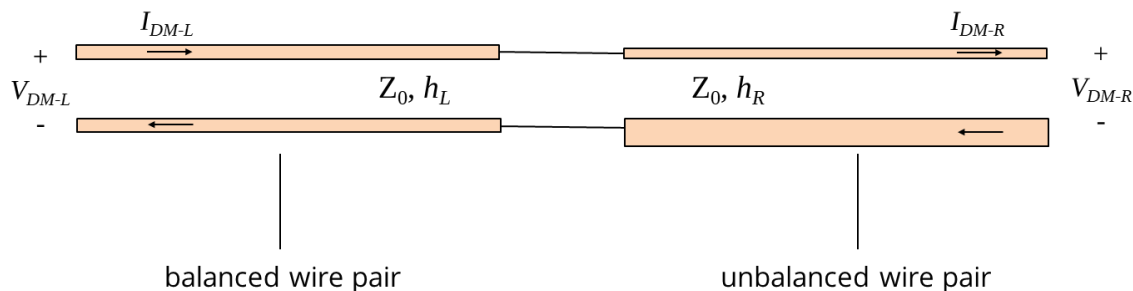 I_DM-L I_DM-R
+ +
V_DM-L Z_0, h_L Z_0, h_R V_DM-R
- -
balanced wire pair unbalanced wire pair